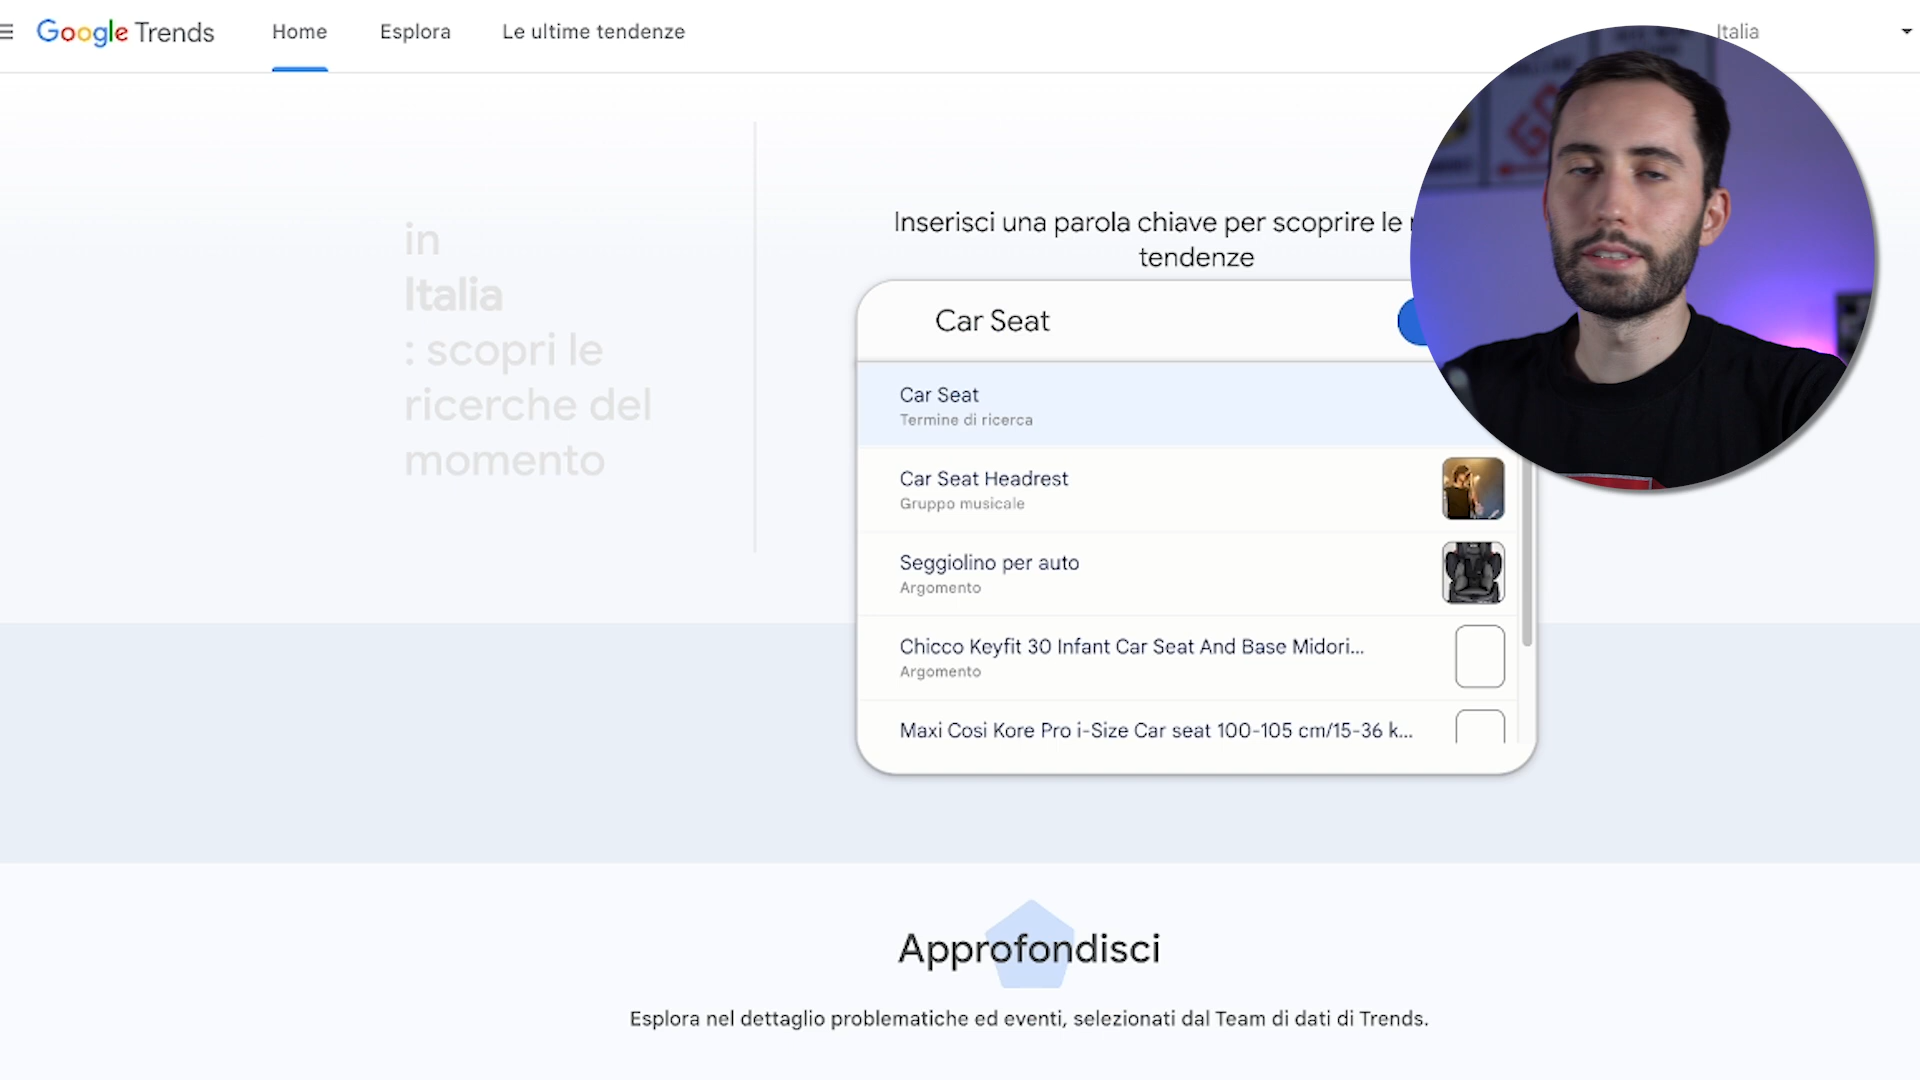 Google Trends
Home
Esplora
Le ultime tendenze
Italia
in
Italia
: scopri le
ricerche del
momento
Inserisci una parola chiave per scoprire le
tendenze
Car Seat
Car Seat
Termine di ricerca
Car Seat Headrest
Gruppo musicale
Seggiolino per auto
Argomento
Chicco Keyfit 30 Infant Car Seat And Base Midori...
Argomento
Maxi Cosi Kore Pro i-Size Car seat 100-105 cm/15-36 k...
Approfondisci
Esplora nel dettaglio problematiche ed eventi, selezionati dal Team di dati di Trends.